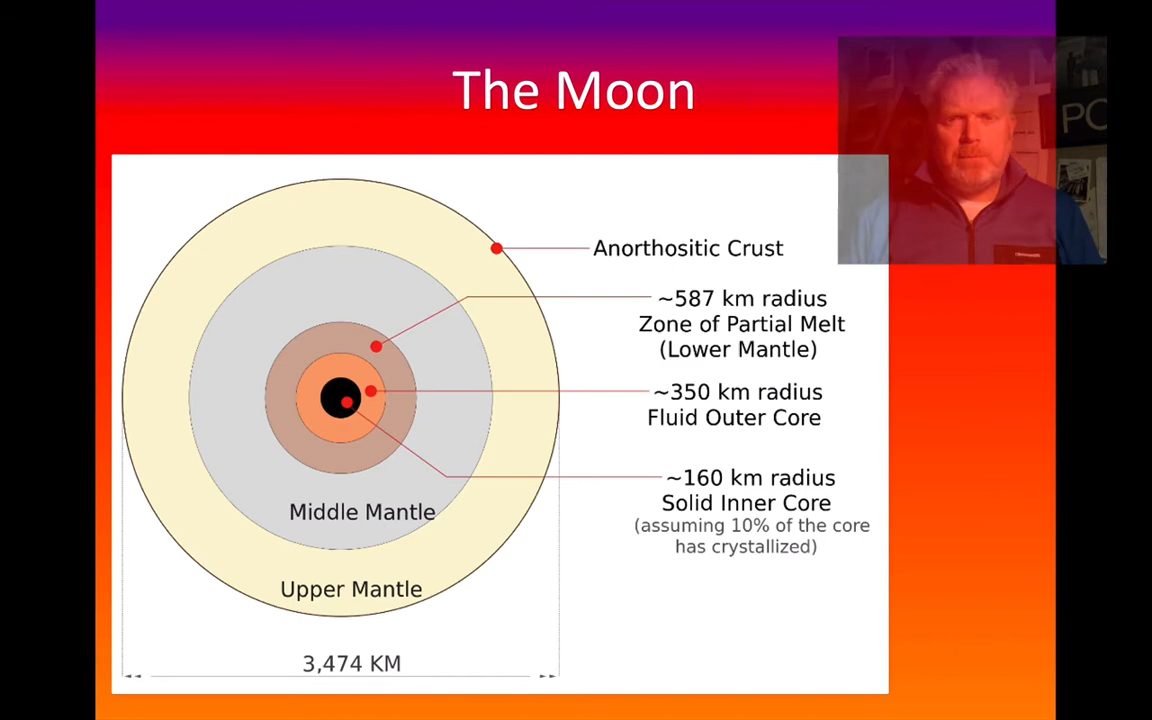 The Moon
PO
Anorthositic Crust
~587 km radius
Zone of Partial Melt
(Lower Mantle)
~350 km radius
Fluid Outer Core
~160 km radius
Solid Inner Core
(assuming 10% of the core
has crystallized)
Middle Mantle
Upper Mantle
3,474 KM